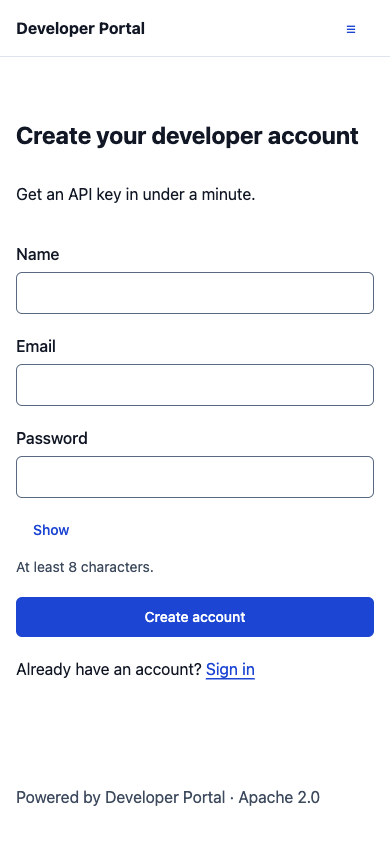 Developer Portal
≡
Create your developer account
Get an API key in under a minute.
Name
Email
Password
Show
At least 8 characters.
Create account
Already have an account? Sign in
Powered by Developer Portal · Apache 2.0